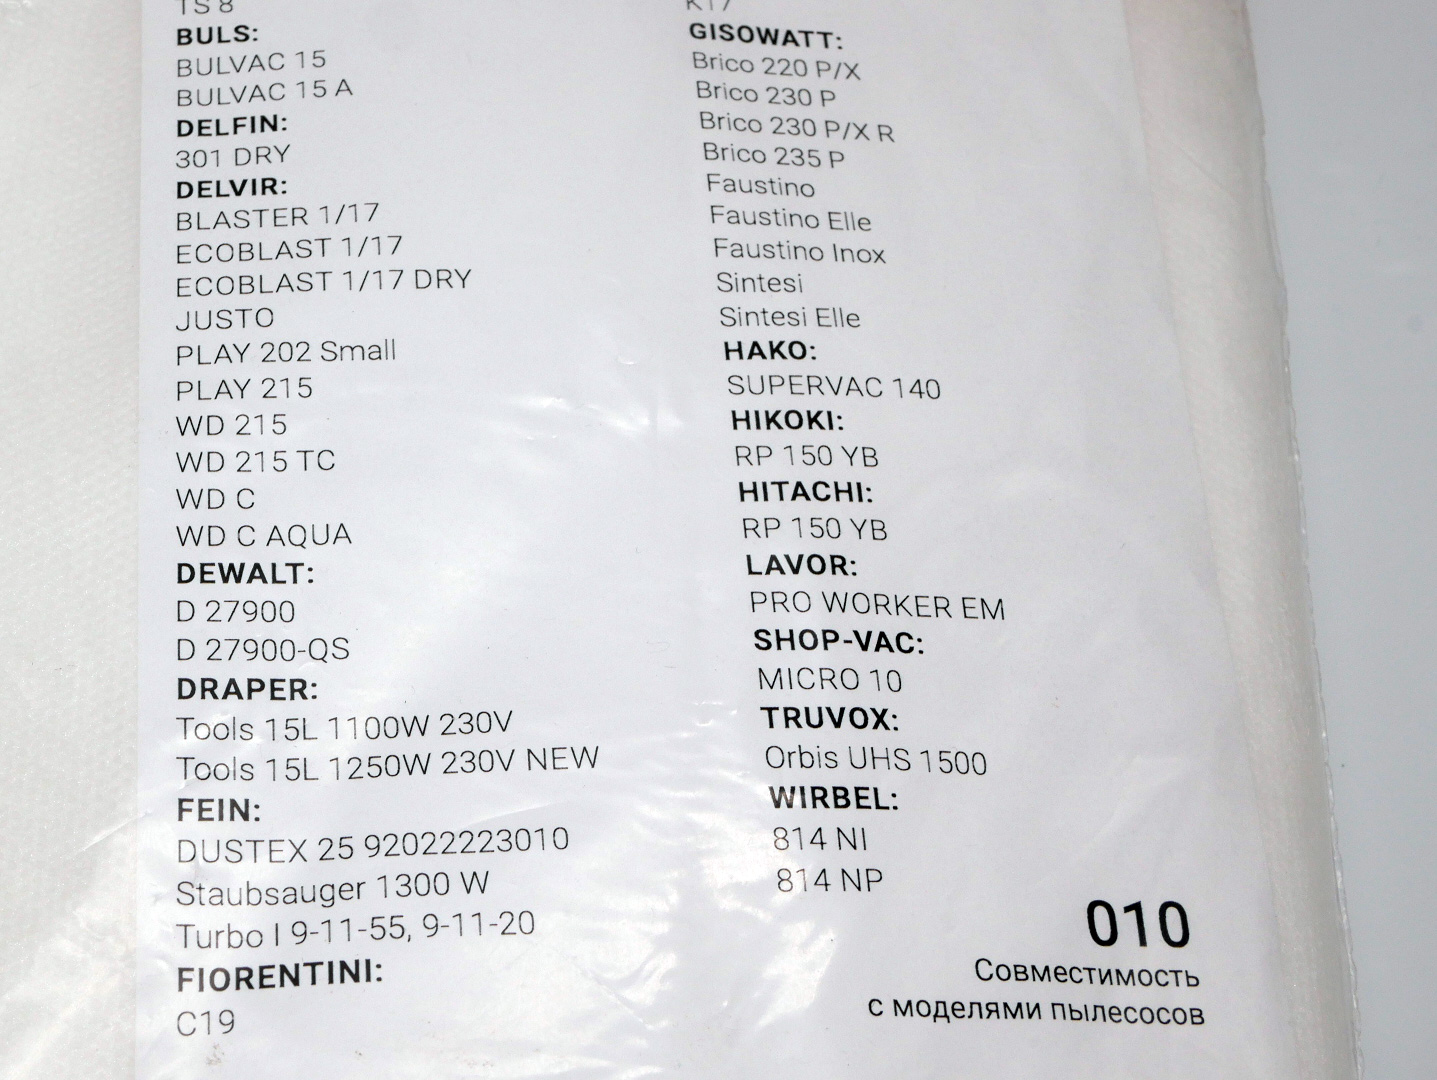 TS 8
BULS:
BULVAC 15
BULVAC 15 A
DELFIN:
301 DRY
DELVIR:
BLASTER 1/17
ECOBLAST 1/17
ECOBLAST 1/17 DRY
JUSTO
PLAY 202 Small
PLAY 215
WD 215
WD 215 TC
WD C
WD C AQUA
DEWALT:
D 27900
D 27900-QS
DRAPER:
Tools 15L 1100W 230V
Tools 15L 1250W 230V NEW
FEIN:
DUSTEX 25 92022223010
Staubsauger 1300 W
Turbo I 9-11-55, 9-11-20
FIORENTINI:
C19
K17
GISOWATT:
Brico 220 P/X
Brico 230 P
Brico 230 P/X R
Brico 235 P
Faustino
Faustino Elle
Faustino Inox
Sintesi
Sintesi Elle
HAKO:
SUPERVAC 140
HIKOKI:
RP 150 YB
HITACHI:
RP 150 YB
LAVOR:
PRO WORKER EM
SHOP-VAC:
MICRO 10
TRUVOX:
Orbis UHS 1500
WIRBEL:
814 NI
814 NP
010
Совместимость
с моделями пылесосов